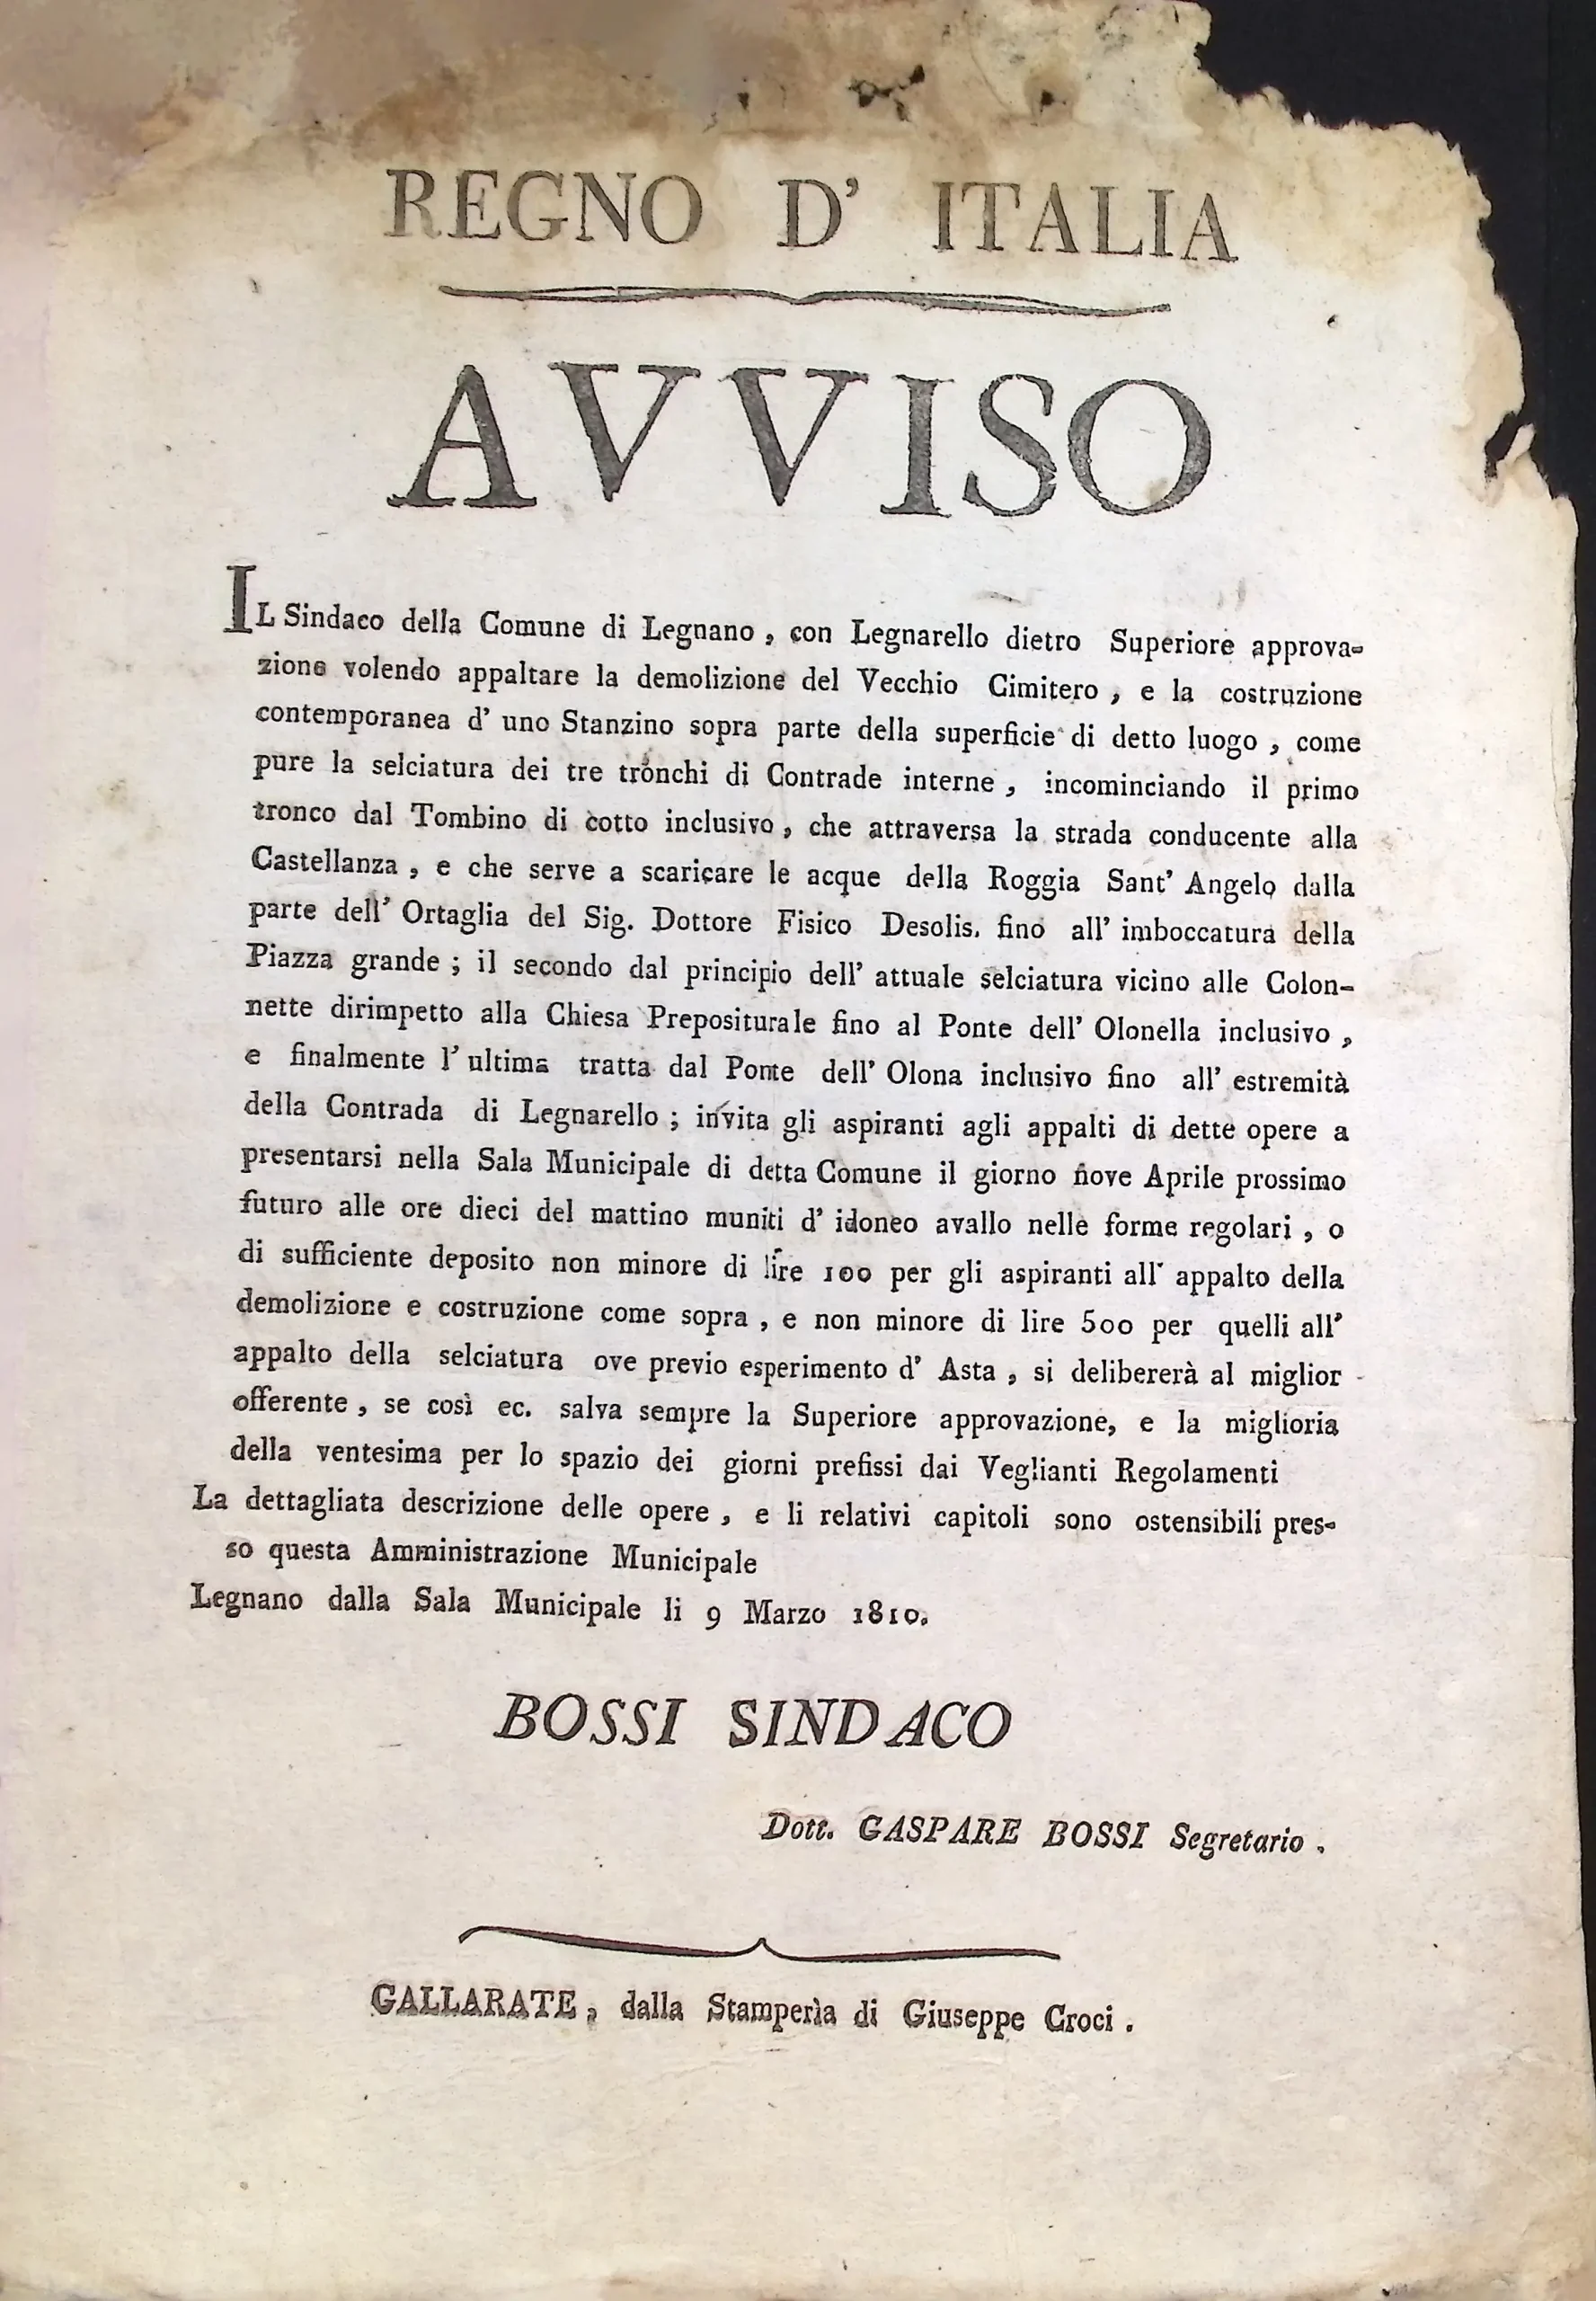 REGNO D' ITALIA
AVVISO
IL Sindaco della Comune di Legnano, con Legnarello dietro Superiore approva-
zione volendo appaltare la demolizione del Vecchio Cimitero, e la costruzione
contemporanea d' uno Stanzino sopra parte della superficie di detto luogo, come
pure la selciatura dei tre tronchi di Contrade interne, incominciando il primo
tronco dal Tombino di cotto inclusivo, che attraversa la strada conducente alla
Castellanza, e che serve a scaricare le acque della Roggia Sant' Angelo dalla
parte dell' Ortaglia del Sig. Dottore Fisico Desolis. fino all' imboccatura della
Piazza grande; il secondo dal principio dell' attuale selciatura vicino alle Colon-
nette dirimpetto alla Chiesa Prepositurale fino al Ponte dell' Olonella inclusivo,
e finalmente l' ultima tratta dal Ponte dell' Olona inclusivo fino all' estremità
della Contrada di Legnarello; invita gli aspiranti agli appalti di dette opere a
presentarsi nella Sala Municipale di detta Comune il giorno nove Aprile prossimo
futuro alle ore dieci del mattino muniti d' idoneo avallo nelle forme regolari, o
di sufficiente deposito non minore di lire 100 per gli aspiranti all' appalto della
demolizione e costruzione come sopra, e non minore di lire 500 per quelli all'
appalto della selciatura ove previo esperimento d' Asta, si delibererà al miglior
offerente, se così ec. salva sempre la Superiore approvazione, e la miglioria
della ventesima per lo spazio dei giorni prefissi dai Veglianti Regolamenti
La dettagliata descrizione delle opere, e li relativi capitoli sono ostensibili pres-
so questa Amministrazione Municipale
Legnano dalla Sala Municipale li 9 Marzo 1810.
BOSSI SINDACO
Dott. GASPARE BOSSI Segretario.
GALLARATE, dalla Stamperìa di Giuseppe Croci.